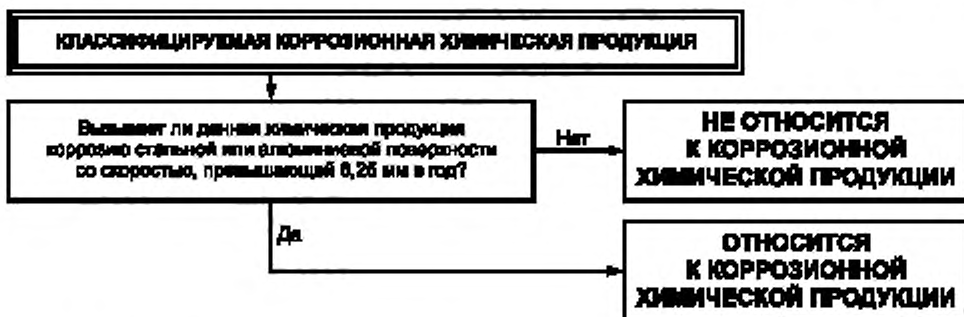 КЛАССИФИЦИРУЕМАЯ КОРРОЗИОННАЯ ХИМИЧЕСКАЯ ПРОДУКЦИЯ
Вызывает ли данная химическая продукция
коррозию стальной или алюминиевой поверхности
со скоростью, превышающей 6,25 мм в год?
Нет
НЕ ОТНОСИТСЯ
К КОРРОЗИОННОЙ
ХИМИЧЕСКОЙ ПРОДУКЦИИ
Да
ОТНОСИТСЯ
К КОРРОЗИОННОЙ
ХИМИЧЕСКОЙ ПРОДУКЦИИ